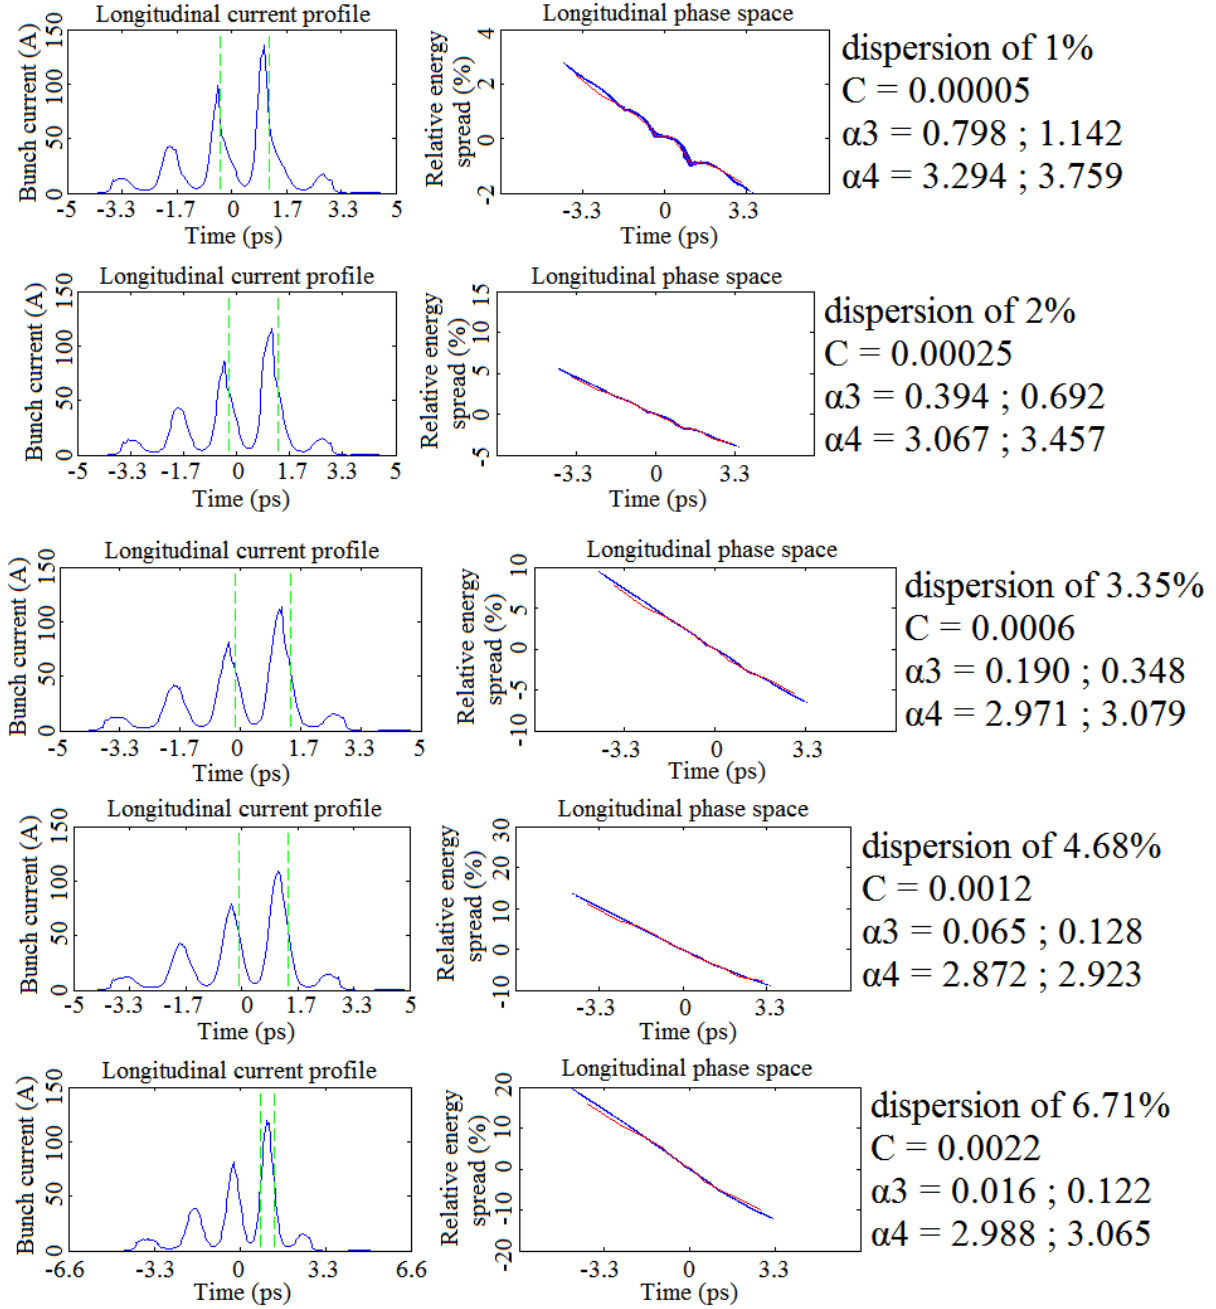 Longitudinal current profile
Bunch current (A)
150
100
50
0
-5 -3.3 -1.7 0 1.7 3.3 5
Time (ps)
Longitudinal phase space
Relative energy
spread (%)
4
2
0
-2
-3.3 0 3.3
Time (ps)
dispersion of 1%
C = 0.00005
α3 = 0.798 ; 1.142
α4 = 3.294 ; 3.759
Longitudinal current profile
Bunch current (A)
150
100
50
0
-5 -3.3 -1.7 0 1.7 3.3 5
Time (ps)
Longitudinal phase space
Relative energy
spread (%)
15
10
5
0
-5
-3.3 0 3.3
Time (ps)
dispersion of 2%
C = 0.00025
α3 = 0.394 ; 0.692
α4 = 3.067 ; 3.457
Longitudinal current profile
Bunch current (A)
150
100
50
0
-5 -3.3 -1.7 0 1.7 3.3 5
Time (ps)
Longitudinal phase space
Relative energy
spread (%)
10
5
0
-5
-10
-3.3 0 3.3
Time (ps)
dispersion of 3.35%
C = 0.0006
α3 = 0.190 ; 0.348
α4 = 2.971 ; 3.079
Longitudinal current profile
Bunch current (A)
150
100
50
0
-5 -3.3 -1.7 0 1.7 3.3 5
Time (ps)
Longitudinal phase space
Relative energy
spread (%)
30
20
10
0
-10
-3.3 0 3.3
Time (ps)
dispersion of 4.68%
C = 0.0012
α3 = 0.065 ; 0.128
α4 = 2.872 ; 2.923
Longitudinal current profile
Bunch current (A)
150
100
50
0
-6.6 -3.3 0 3.3 6.6
Time (ps)
Longitudinal phase space
Relative energy
spread (%)
20
10
0
-10
-20
-3.3 0 3.3
Time (ps)
dispersion of 6.71%
C = 0.0022
α3 = 0.016 ; 0.122
α4 = 2.988 ; 3.065